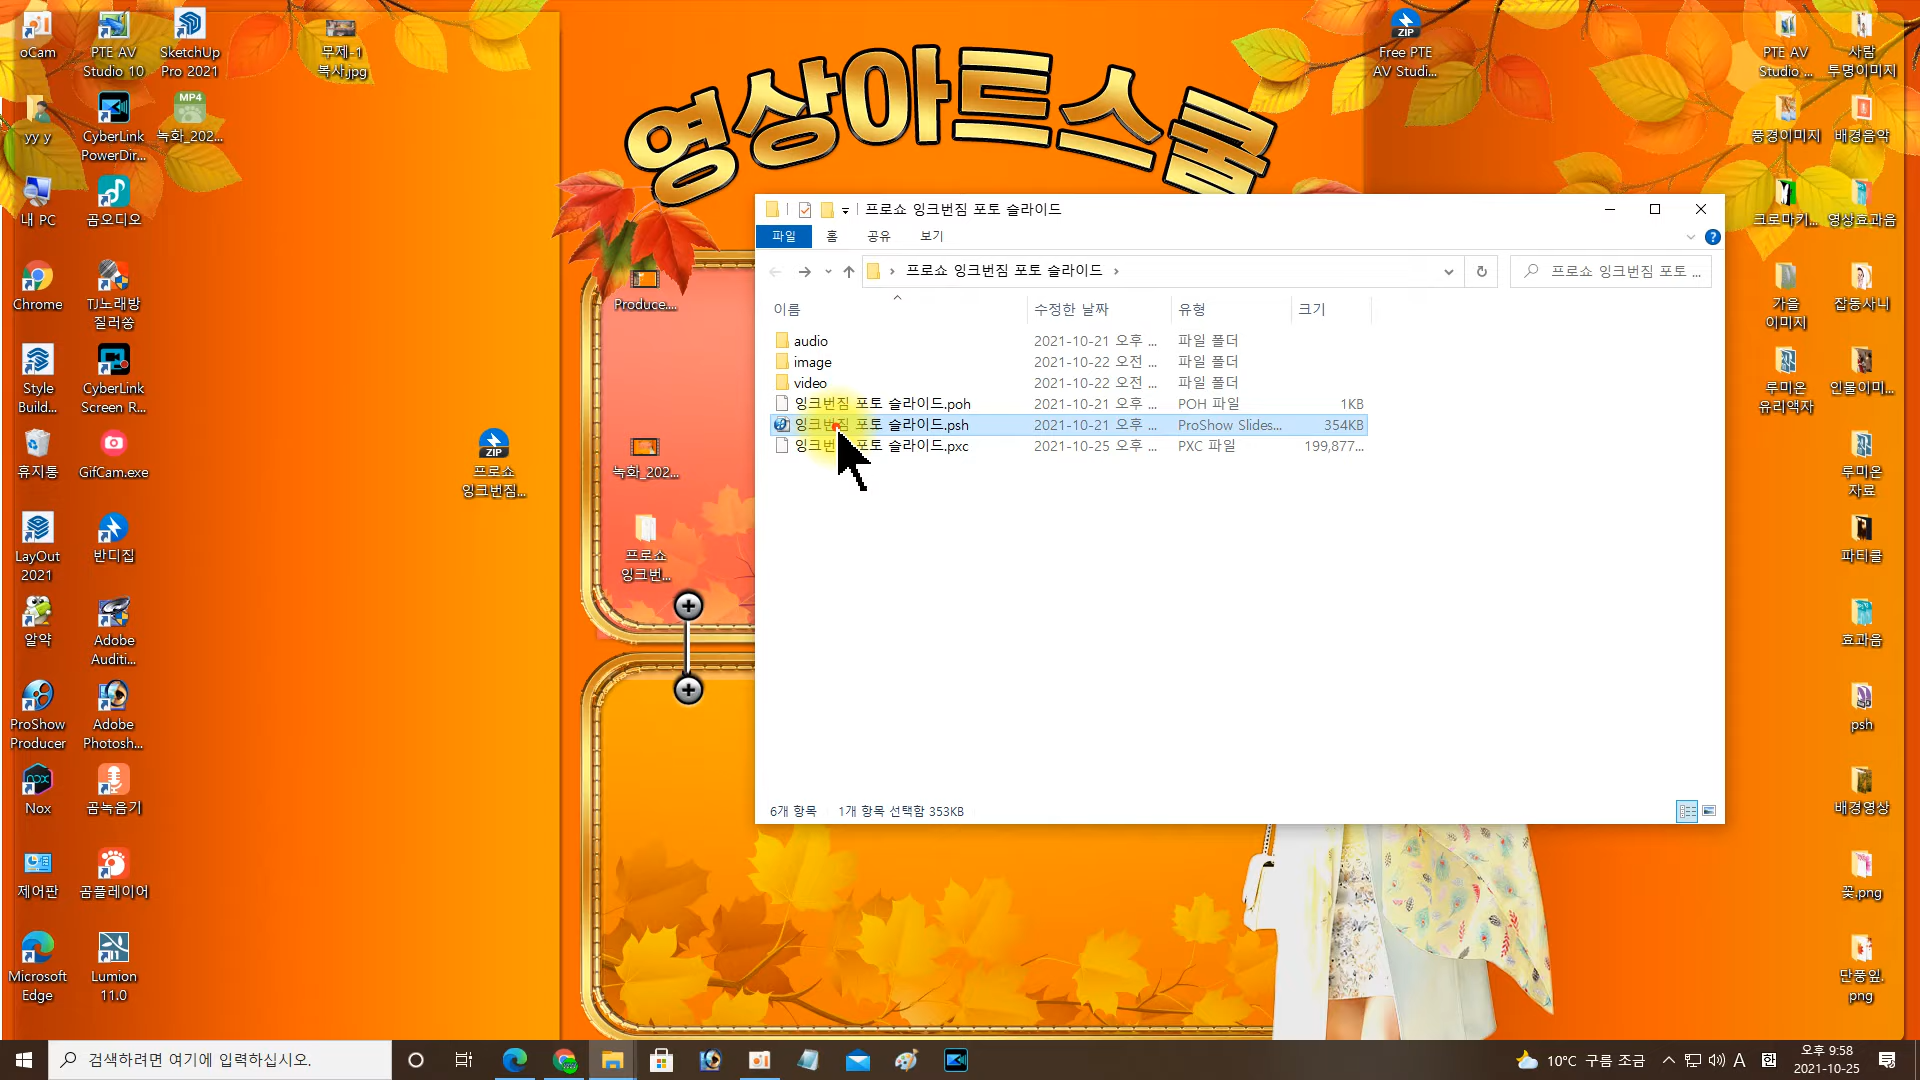 영상아트스쿨
oCam
PTE AV
Studio 10
SketchUp
Pro 2021
무제-1
복사.jpg
ZIP
Free PTE
AV Studi...
PTE AV
Studio ...
사람
투명이미지
yy y
CyberLink
PowerDir...
MP4
녹화_202...
풍경이미지
배경음악
내 PC
곰오디오
크로마키...
영상효과음
Chrome
TJ노래방
질러쏭
Produce....
가을
이미지
잡동사니
Style
Build...
CyberLink
Screen R...
루미온
유리액자
인물이미...
휴지통
GifCam.exe
ZIP
프로쇼
잉크번짐...
녹화_202...
루미온
자료
LayOut
2021
반디집
프로쇼
잉크번...
파티클
알약
Adobe
Auditi...
효과음
ProShow
Producer
Adobe
Photosh...
psh
nox
Nox
곰녹음기
배경영상
제어판
곰플레이어
꽃.png
Microsoft
Edge
Lumion
11.0
단풍잎.
png
프로쇼 잉크번짐 포토 슬라이드
파일 홈 공유 보기
프로쇼 잉크번짐 포토 슬라이드
프로쇼 잉크번짐 포토 ...
이름 수정한 날짜 유형 크기
audio 2021-10-21 오후 ... 파일 폴더
image 2021-10-22 오전 ... 파일 폴더
video 2021-10-22 오전 ... 파일 폴더
잉크번짐 포토 슬라이드.poh 2021-10-21 오후 ... POH 파일 1KB
잉크번짐 포토 슬라이드.psh 2021-10-21 오후 ... ProShow Slides... 354KB
잉크번 포토 슬라이드.pxc 2021-10-25 오후 ... PXC 파일 199,877...
6개 항목 1개 항목 선택함 353KB
검색하려면 여기에 입력하십시오.
10°C 구름 조금 A 한 오후 9:58
2021-10-25